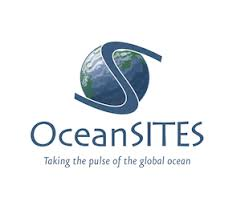 OceanSITES
Taking the pulse of the global ocean